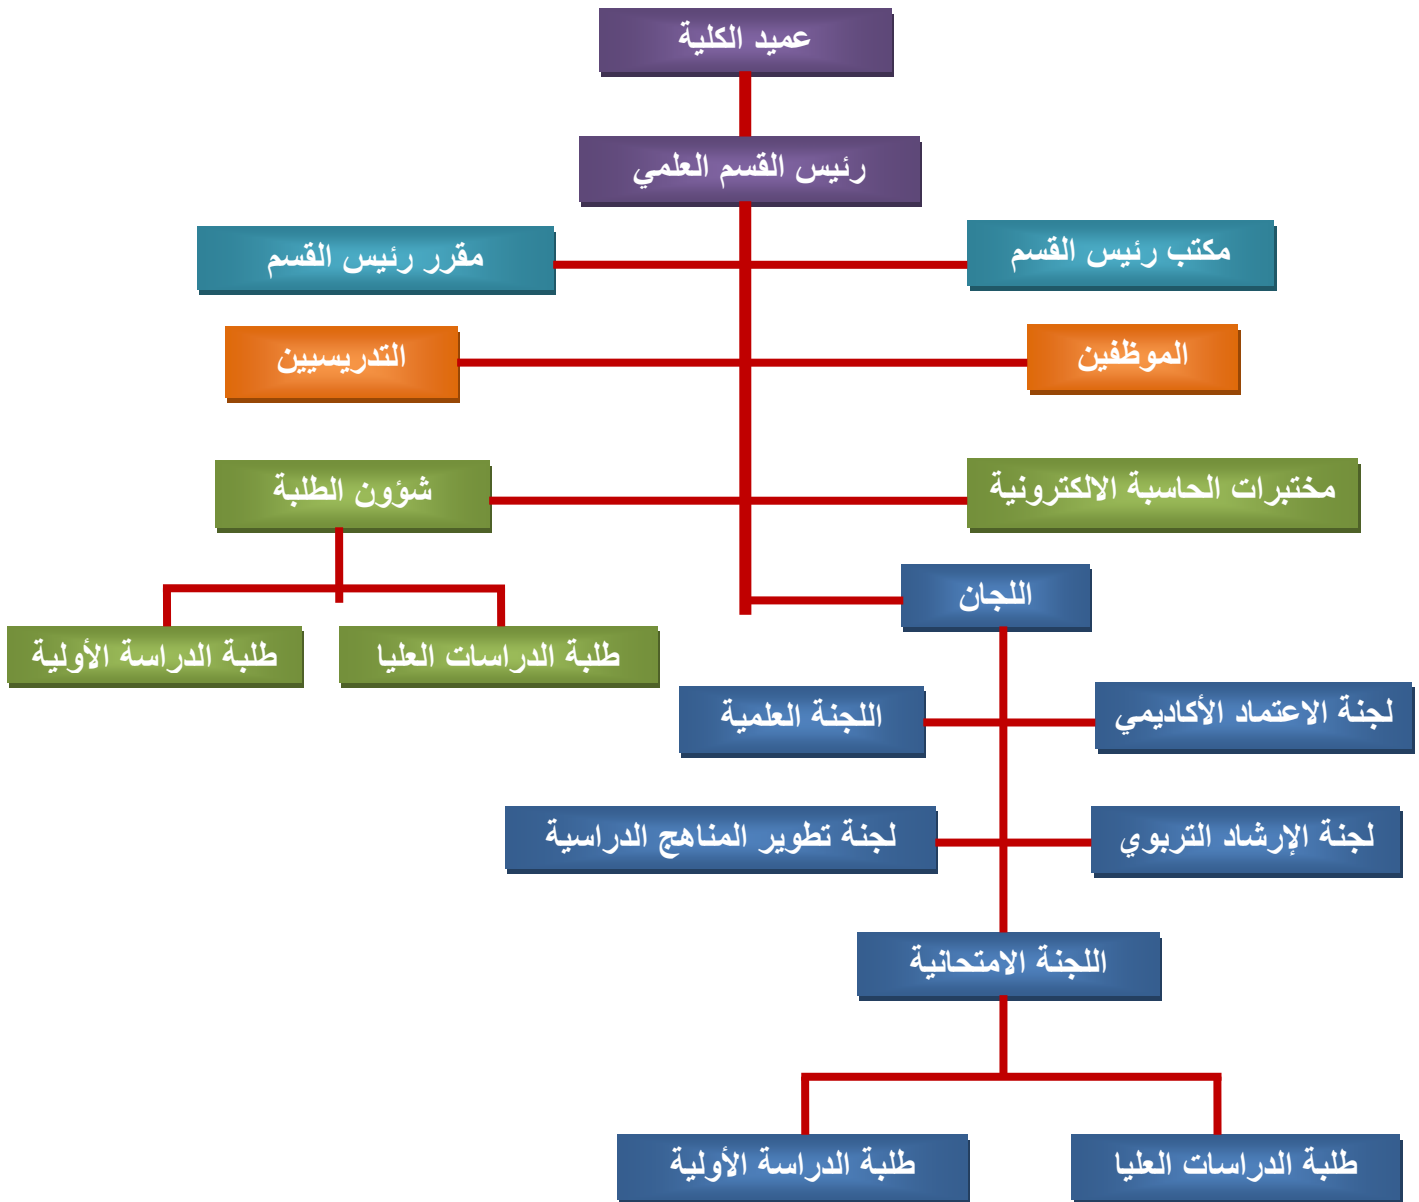 عميد الكلية
رئيس القسم العلمي
مكتب رئيس القسم
مقرر رئيس القسم
الموظفين
التدريسيين
مختبرات الحاسبة الالكترونية
شؤون الطلبة
اللجان
طلبة الدراسات العليا
طلبة الدراسة الأولية
لجنة الاعتماد الأكاديمي
اللجنة العلمية
لجنة الإرشاد التربوي
لجنة تطوير المناهج الدراسية
اللجنة الامتحانية
طلبة الدراسات العليا
طلبة الدراسة الأولية